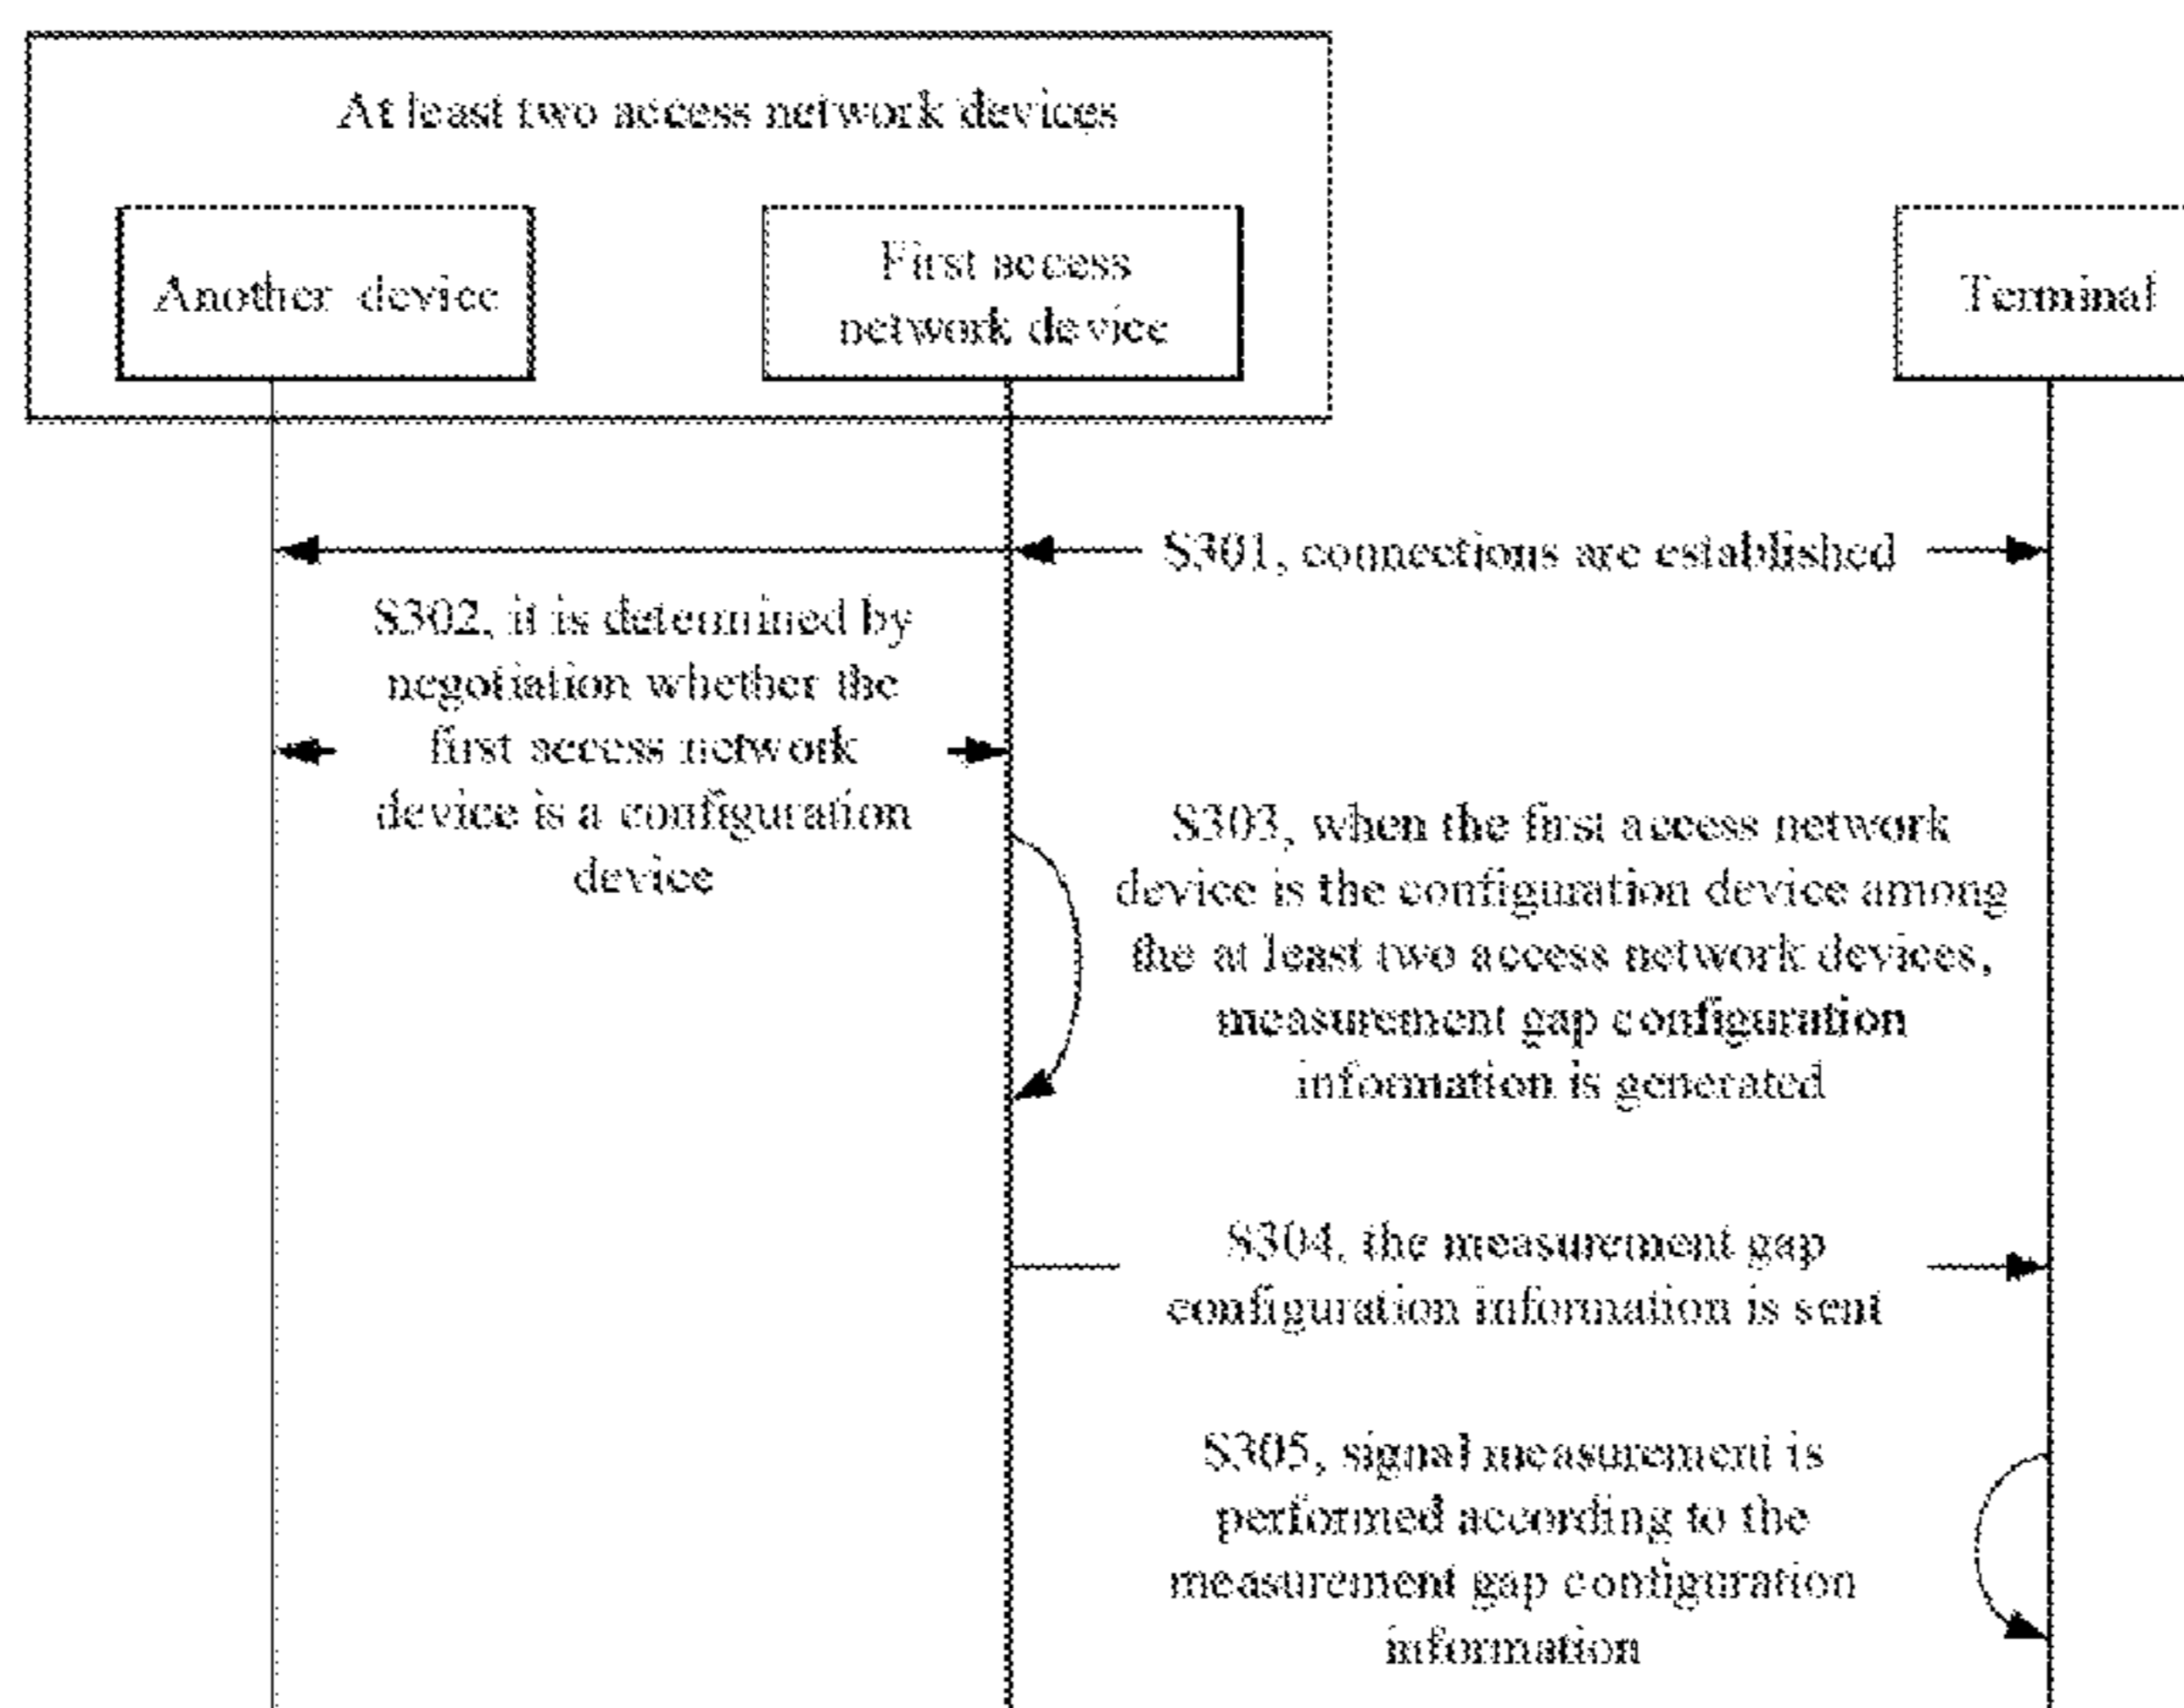 At least two access network devices
Another device
First access
network device
Terminal
S301, connections are established
S302, it is determined by
negotiation whether the
first access network
device is a configuration
device
S303, when the first access network
device is the configuration device among
the at least two access network devices,
measurement gap configuration
information is generated
S304, the measurement gap
configuration information is sent
S305, signal measurement is
performed according to the
measurement gap configuration
information